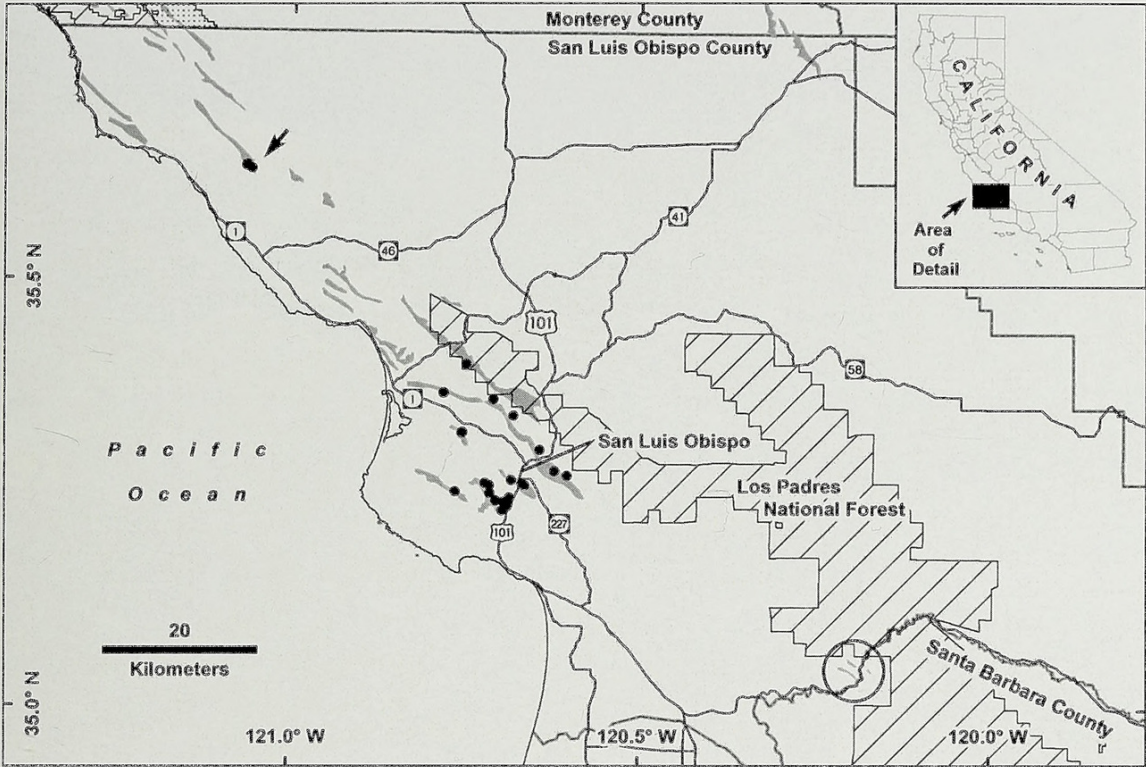 Monterey County
San Luis Obispo County
CALIFORNIA
Area
of
Detail
1
46
41
35.5° N
101
58
1
San Luis Obispo
Pacific
Ocean
Los Padres
National Forest
101
227
20
Kilometers
Santa Barbara County
35.0° N
121.0° W
120.5° W
120.0° W